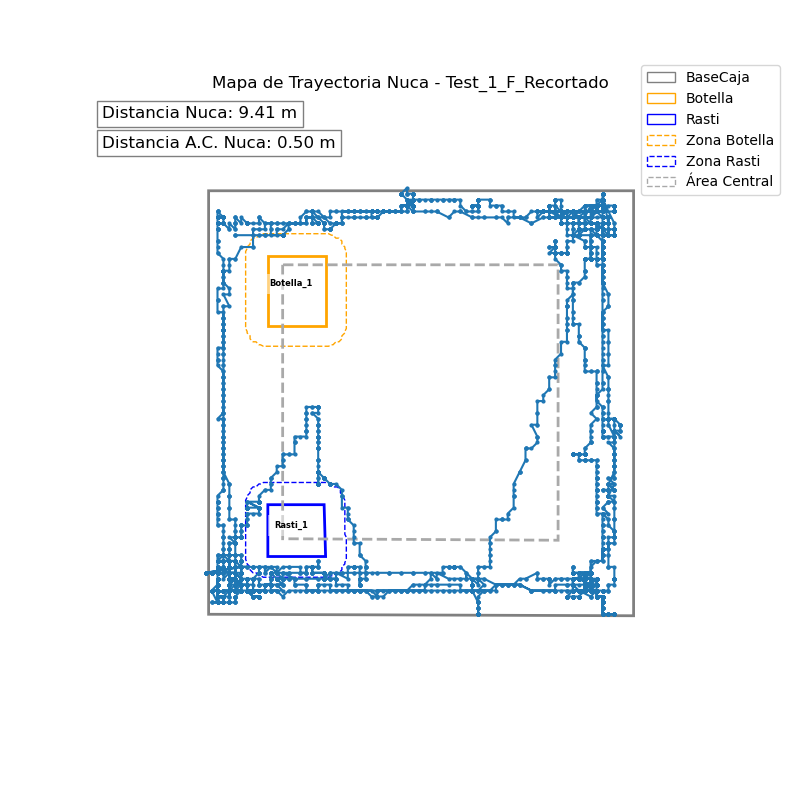 Mapa de Trayectoria Nuca - Test_1_F_Recortado
Distancia Nuca: 9.41 m
Distancia A.C. Nuca: 0.50 m
BaseCaja
Botella
Rasti
Zona Botella
Zona Rasti
Área Central
Botella_1
Rasti_1